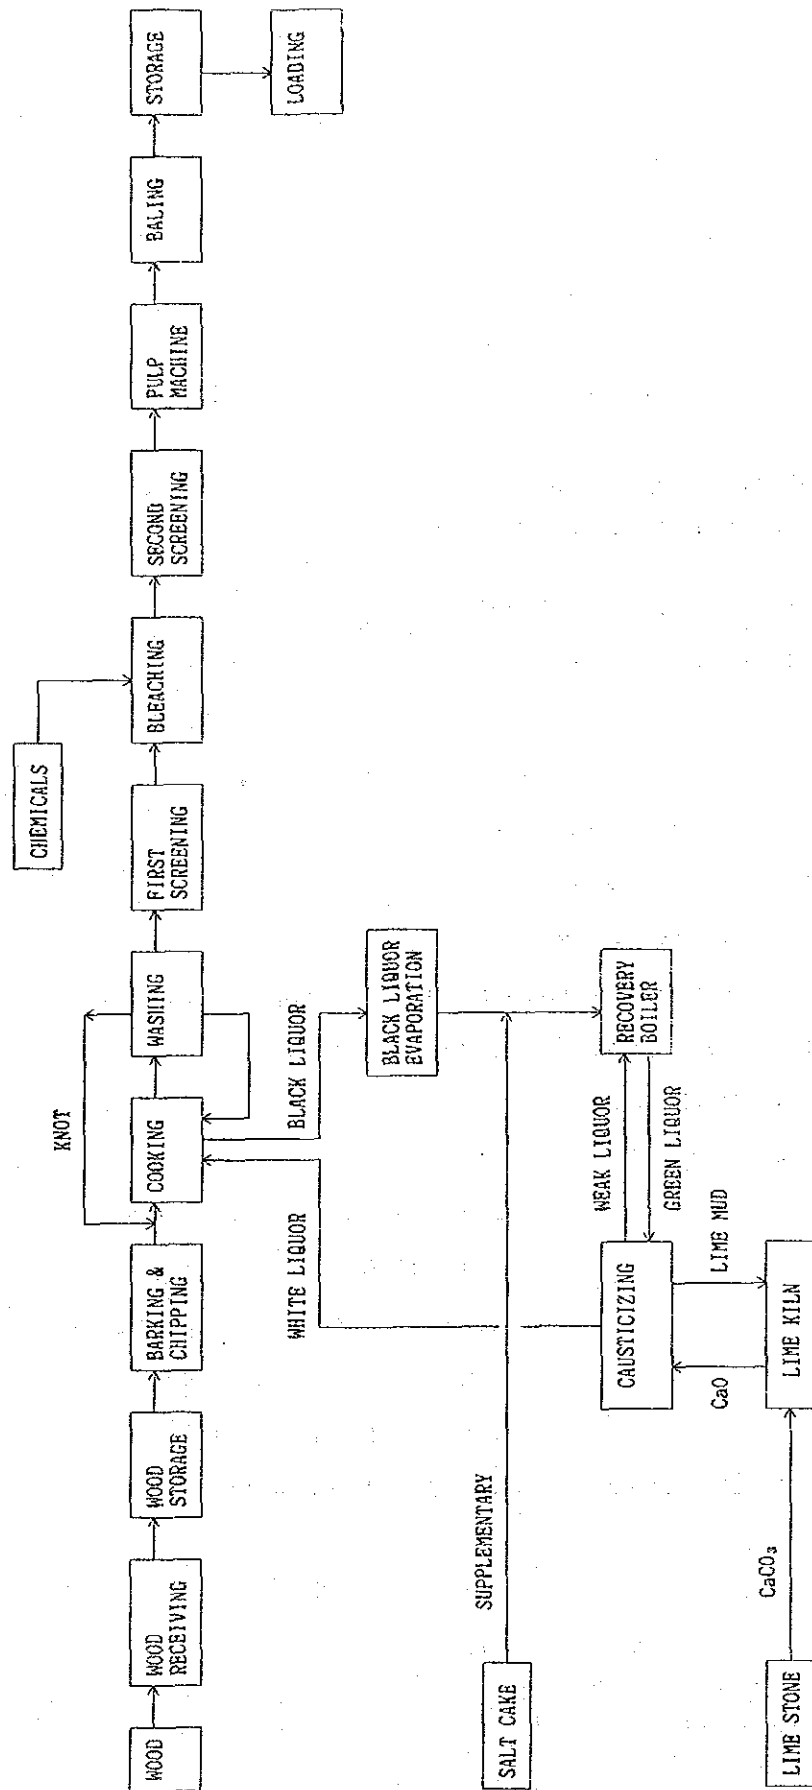 WOOD
WOOD
RECEIVING
WOOD
STORAGE
BARKING &
CHIPPING
KNOT
COOKING
WASHING
FIRST
SCREENING
CHEMICALS
BLEACHING
SECOND
SCREENING
PULP
MACHINE
BALING
STORAGE
LOADING
WHITE LIQUOR
BLACK LIQUOR
BLACK LIQUOR
EVAPORATION
SALT CAKE
SUPPLEMENTARY
RECOVERY
BOILER
WEAK LIQUOR
GREEN LIQUOR
CAUSTICIZING
CaO
LIME MUD
LIME STONE
CaCO₃
LIME KILN